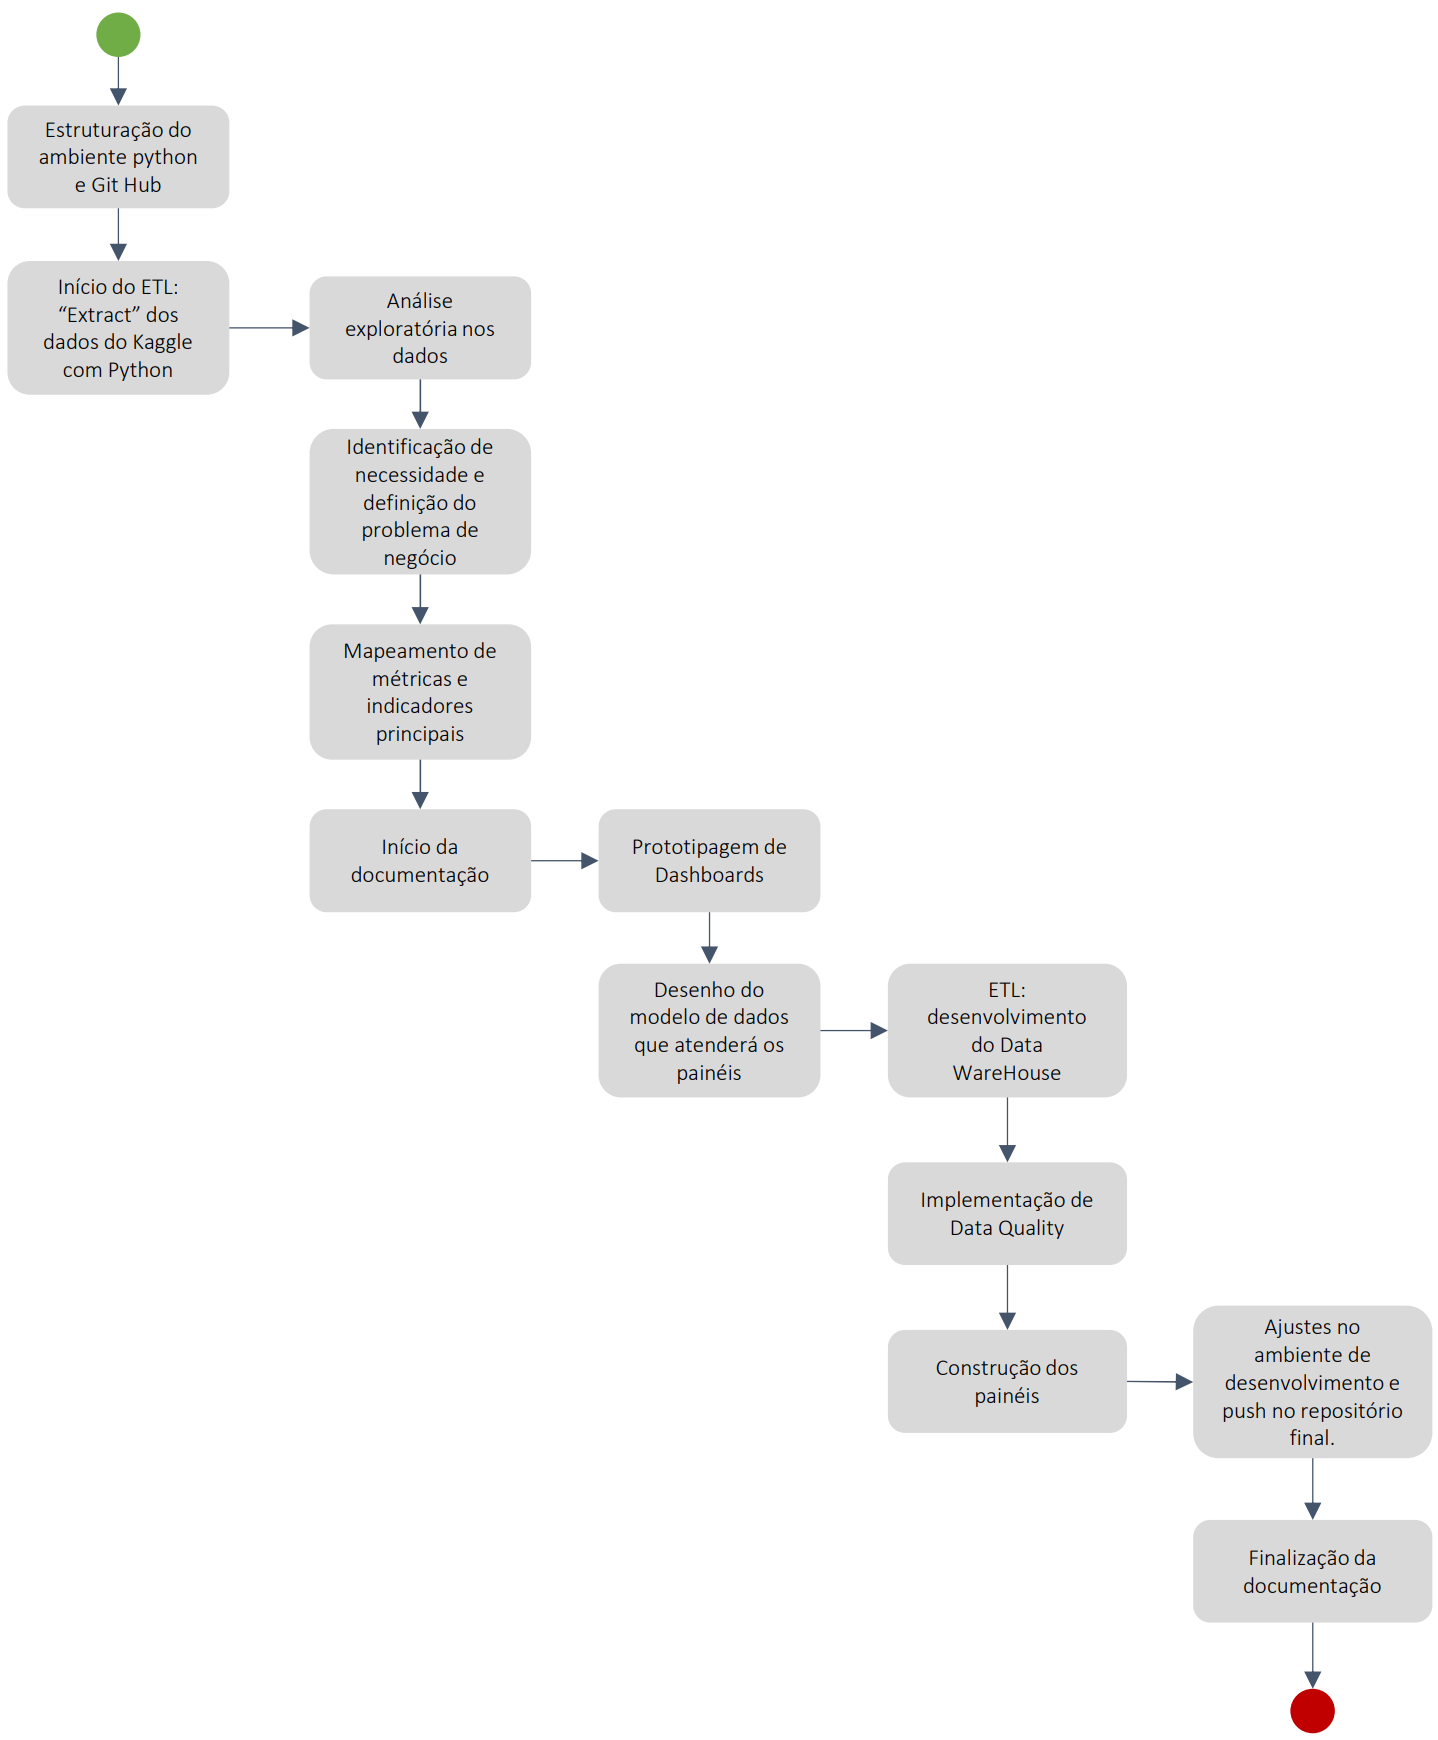 Estruturação do
ambiente python
e Git Hub
Início do ETL:
“Extract” dos
dados do Kaggle
com Python
Análise
exploratória nos
dados
Identificação de
necessidade e
definição do
problema de
negócio
Mapeamento de
métricas e
indicadores
principais
Início da
documentação
Prototipagem de
Dashboards
Desenho do
modelo de dados
que atenderá os
painéis
ETL:
desenvolvimento
do Data
WareHouse
Implementação de
Data Quality
Construção dos
painéis
Ajustes no
ambiente de
desenvolvimento e
push no repositório
final.
Finalização da
documentação